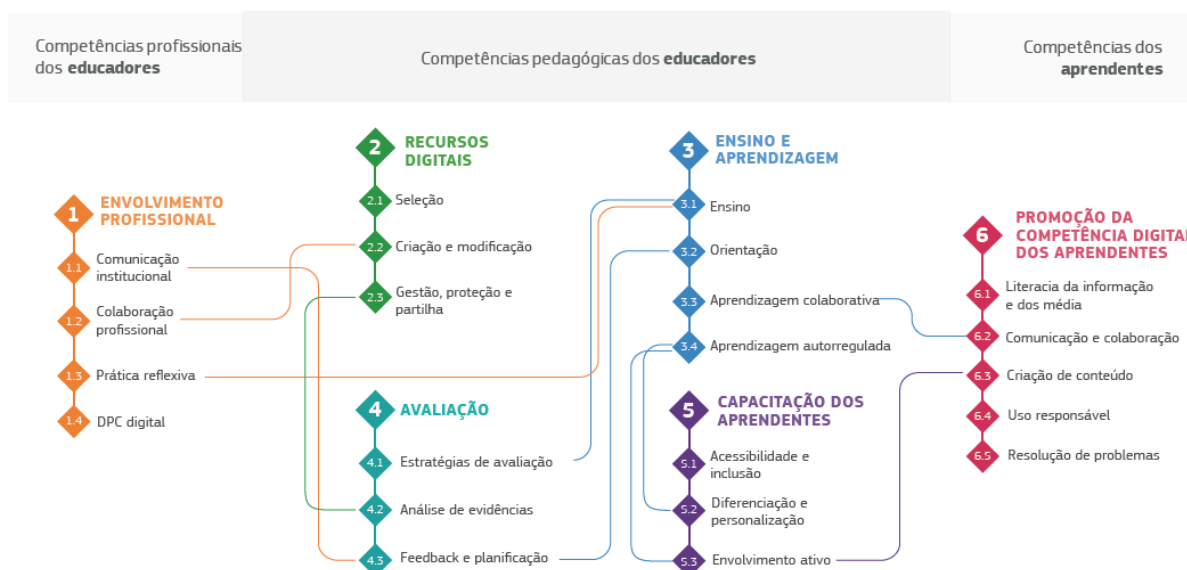 Competências profissionais
dos educadores
Competências pedagógicas dos educadores
Competências dos
aprendentes
1
ENVOLVIMENTO
PROFISSIONAL
1.1
Comunicação
institucional
1.2
Colaboração
profissional
1.3
Prática reflexiva
1.4
DPC digital
2
RECURSOS
DIGITAIS
2.1
Seleção
2.2
Criação e modificação
2.3
Gestão, proteção e
partilha
3
ENSINO E
APRENDIZAGEM
3.1
Ensino
3.2
Orientação
3.3
Aprendizagem colaborativa
3.4
Aprendizagem autorregulada
4
AVALIAÇÃO
4.1
Estratégias de avaliação
4.2
Análise de evidências
4.3
Feedback e planificação
5
CAPACITAÇÃO DOS
APRENDENTES
5.1
Acessibilidade e
inclusão
5.2
Diferenciação e
personalização
5.3
Envolvimento ativo
6
PROMOÇÃO DA
COMPETÊNCIA DIGITA
DOS APRENDENTES
6.1
Literacia da informação
e dos média
6.2
Comunicação e colaboração
6.3
Criação de conteúdo
6.4
Uso responsável
6.5
Resolução de problemas